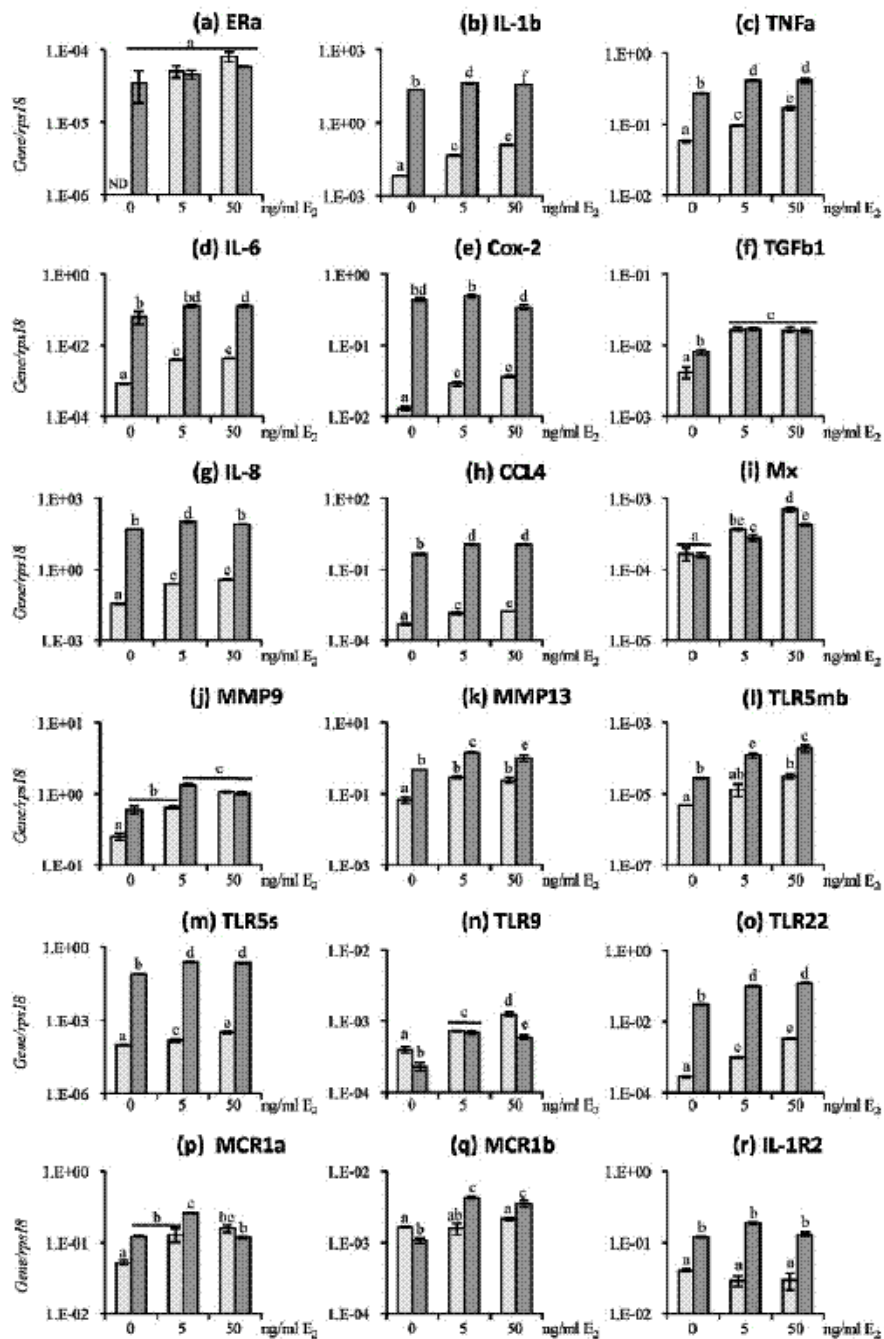 (a) ERa
(b) IL-1b
(c) TNFa
1.E-04
1.E-05
1.E-06
Gene/rps18
a
ND
0 5 50 ng/ml E2
1.E+03
1.E+00
1.E-03
a b c d e f
0 5 50 ng/ml E2
1.E+00
1.E-01
1.E-02
a b c d e d
0 5 50 ng/ml E2
(d) IL-6
(e) Cox-2
(f) TGFb1
1.E+00
1.E-02
1.E-04
Gene/rps18
a b c bd c d
0 5 50 ng/ml E2
1.E+00
1.E-01
1.E-02
a bd c b e d
0 5 50 ng/ml E2
1.E-01
1.E-02
1.E-03
a b c
0 5 50 ng/ml E2
(g) IL-8
(h) CCL4
(i) Mx
1.E+03
1.E+00
1.E-03
Gene/rps18
a b c d e b
0 5 50 ng/ml E2
1.E+02
1.E-01
1.E-04
a b c d e d
0 5 50 ng/ml E2
1.E-03
1.E-04
1.E-05
a bc c d e
0 5 50 ng/ml E2
(j) MMP9
(k) MMP13
(l) TLR5mb
1.E+01
1.E+00
1.E-01
Gene/rps18
a b c
0 5 50 ng/ml E2
1.E+01
1.E-01
1.E-03
a b b c b c
0 5 50 ng/ml E2
1.E-03
1.E-05
1.E-07
a b ab c b c
0 5 50 ng/ml E2
(m) TLR5s
(n) TLR9
(o) TLR22
1.E+00
1.E-03
1.E-06
Gene/rps18
a b c d e d
0 5 50 ng/ml E2
1.E-02
1.E-03
1.E-04
a b c d e
0 5 50 ng/ml E2
1.E+00
1.E-02
1.E-04
a b c d e d
0 5 50 ng/ml E2
(p) MCR1a
(q) MCR1b
(r) IL-1R2
1.E+00
1.E-01
1.E-02
Gene/rps18
a b c bc b
0 5 50 ng/ml E2
1.E-02
1.E-03
1.E-04
a b ab c a c
0 5 50 ng/ml E2
1.E+00
1.E-01
1.E-02
a b a b a b
0 5 50 ng/ml E2